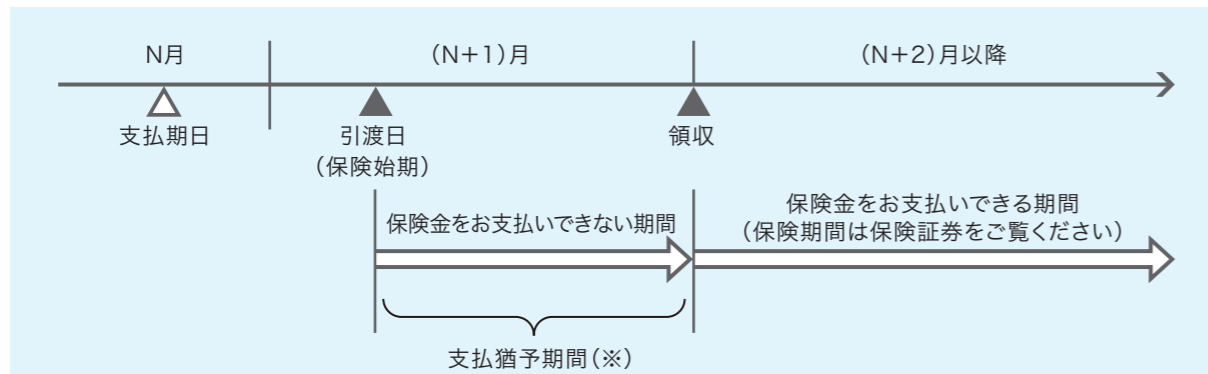 N月
(N+1)月
(N+2)月以降
支払期日
引渡日
(保険始期)
領収
保険金をお支払いできない期間
保険金をお支払いできる期間
(保険期間は保険証券をご覧ください)
支払猶予期間(※)